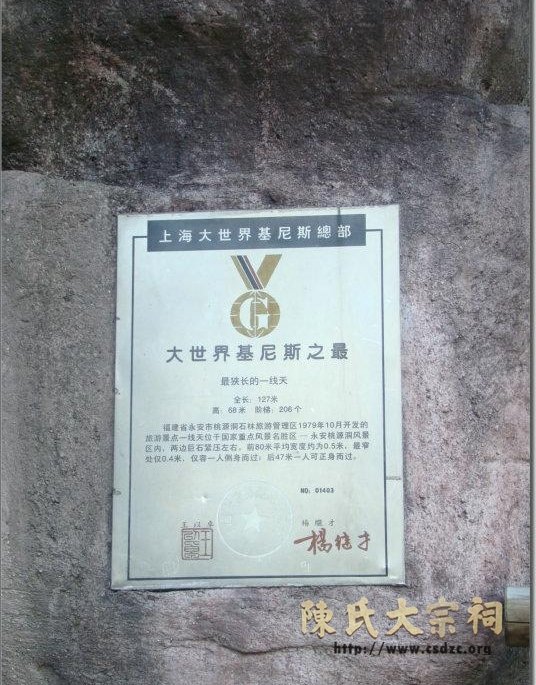 上海大世界基尼斯總部
大世界基尼斯之最
最狭长的一线天
全长：127米
高：68米 阶梯：206个
福建省永安市桃源洞石林旅游管理区1979年10月开发的
旅游景点一线天位于国家重点风景名胜区 — 永安桃源洞风景
区内，两边巨石紧压左右，前80米平均宽度约为0.5米，最窄
处仅0.4米，仅容一人侧身而过；后47米一人可正身而过。
NO：01403
王以卓 杨继才
楊継才
陳氏大宗祠
http://www.csdzc.org